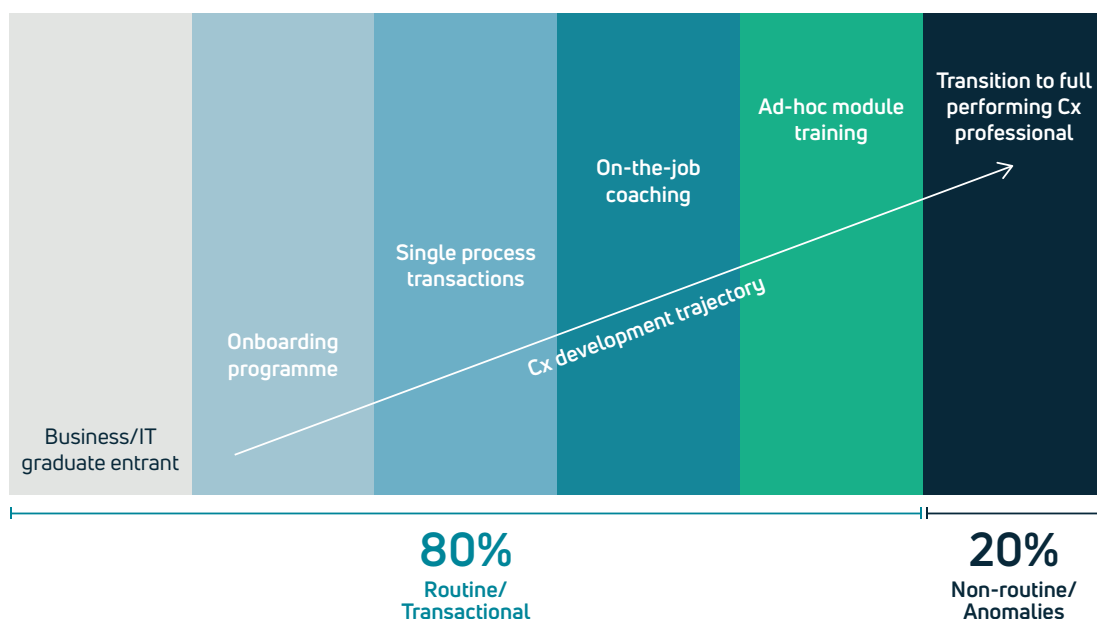 Business/IT
graduate entrant
Onboarding
programme
Single process
transactions
On-the-job
coaching
Ad-hoc module
training
Transition to full
performing Cx
professional
Cx development trajectory
80%
Routine/
Transactional
20%
Non-routine/
Anomalies